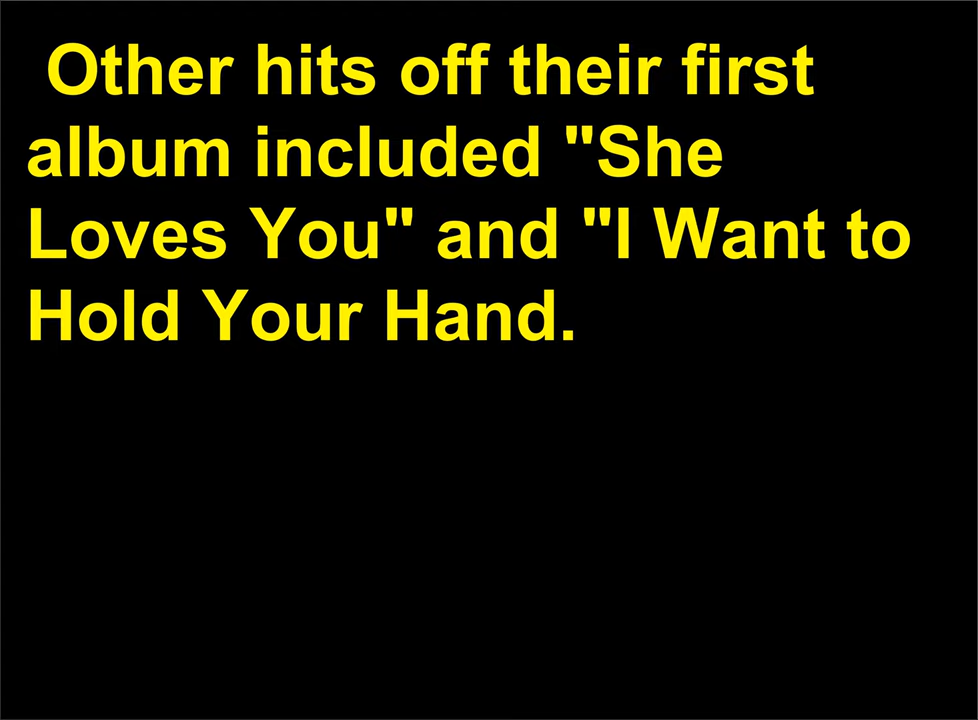 Other hits off their first
album included "She
Loves You" and "I Want to
Hold Your Hand.